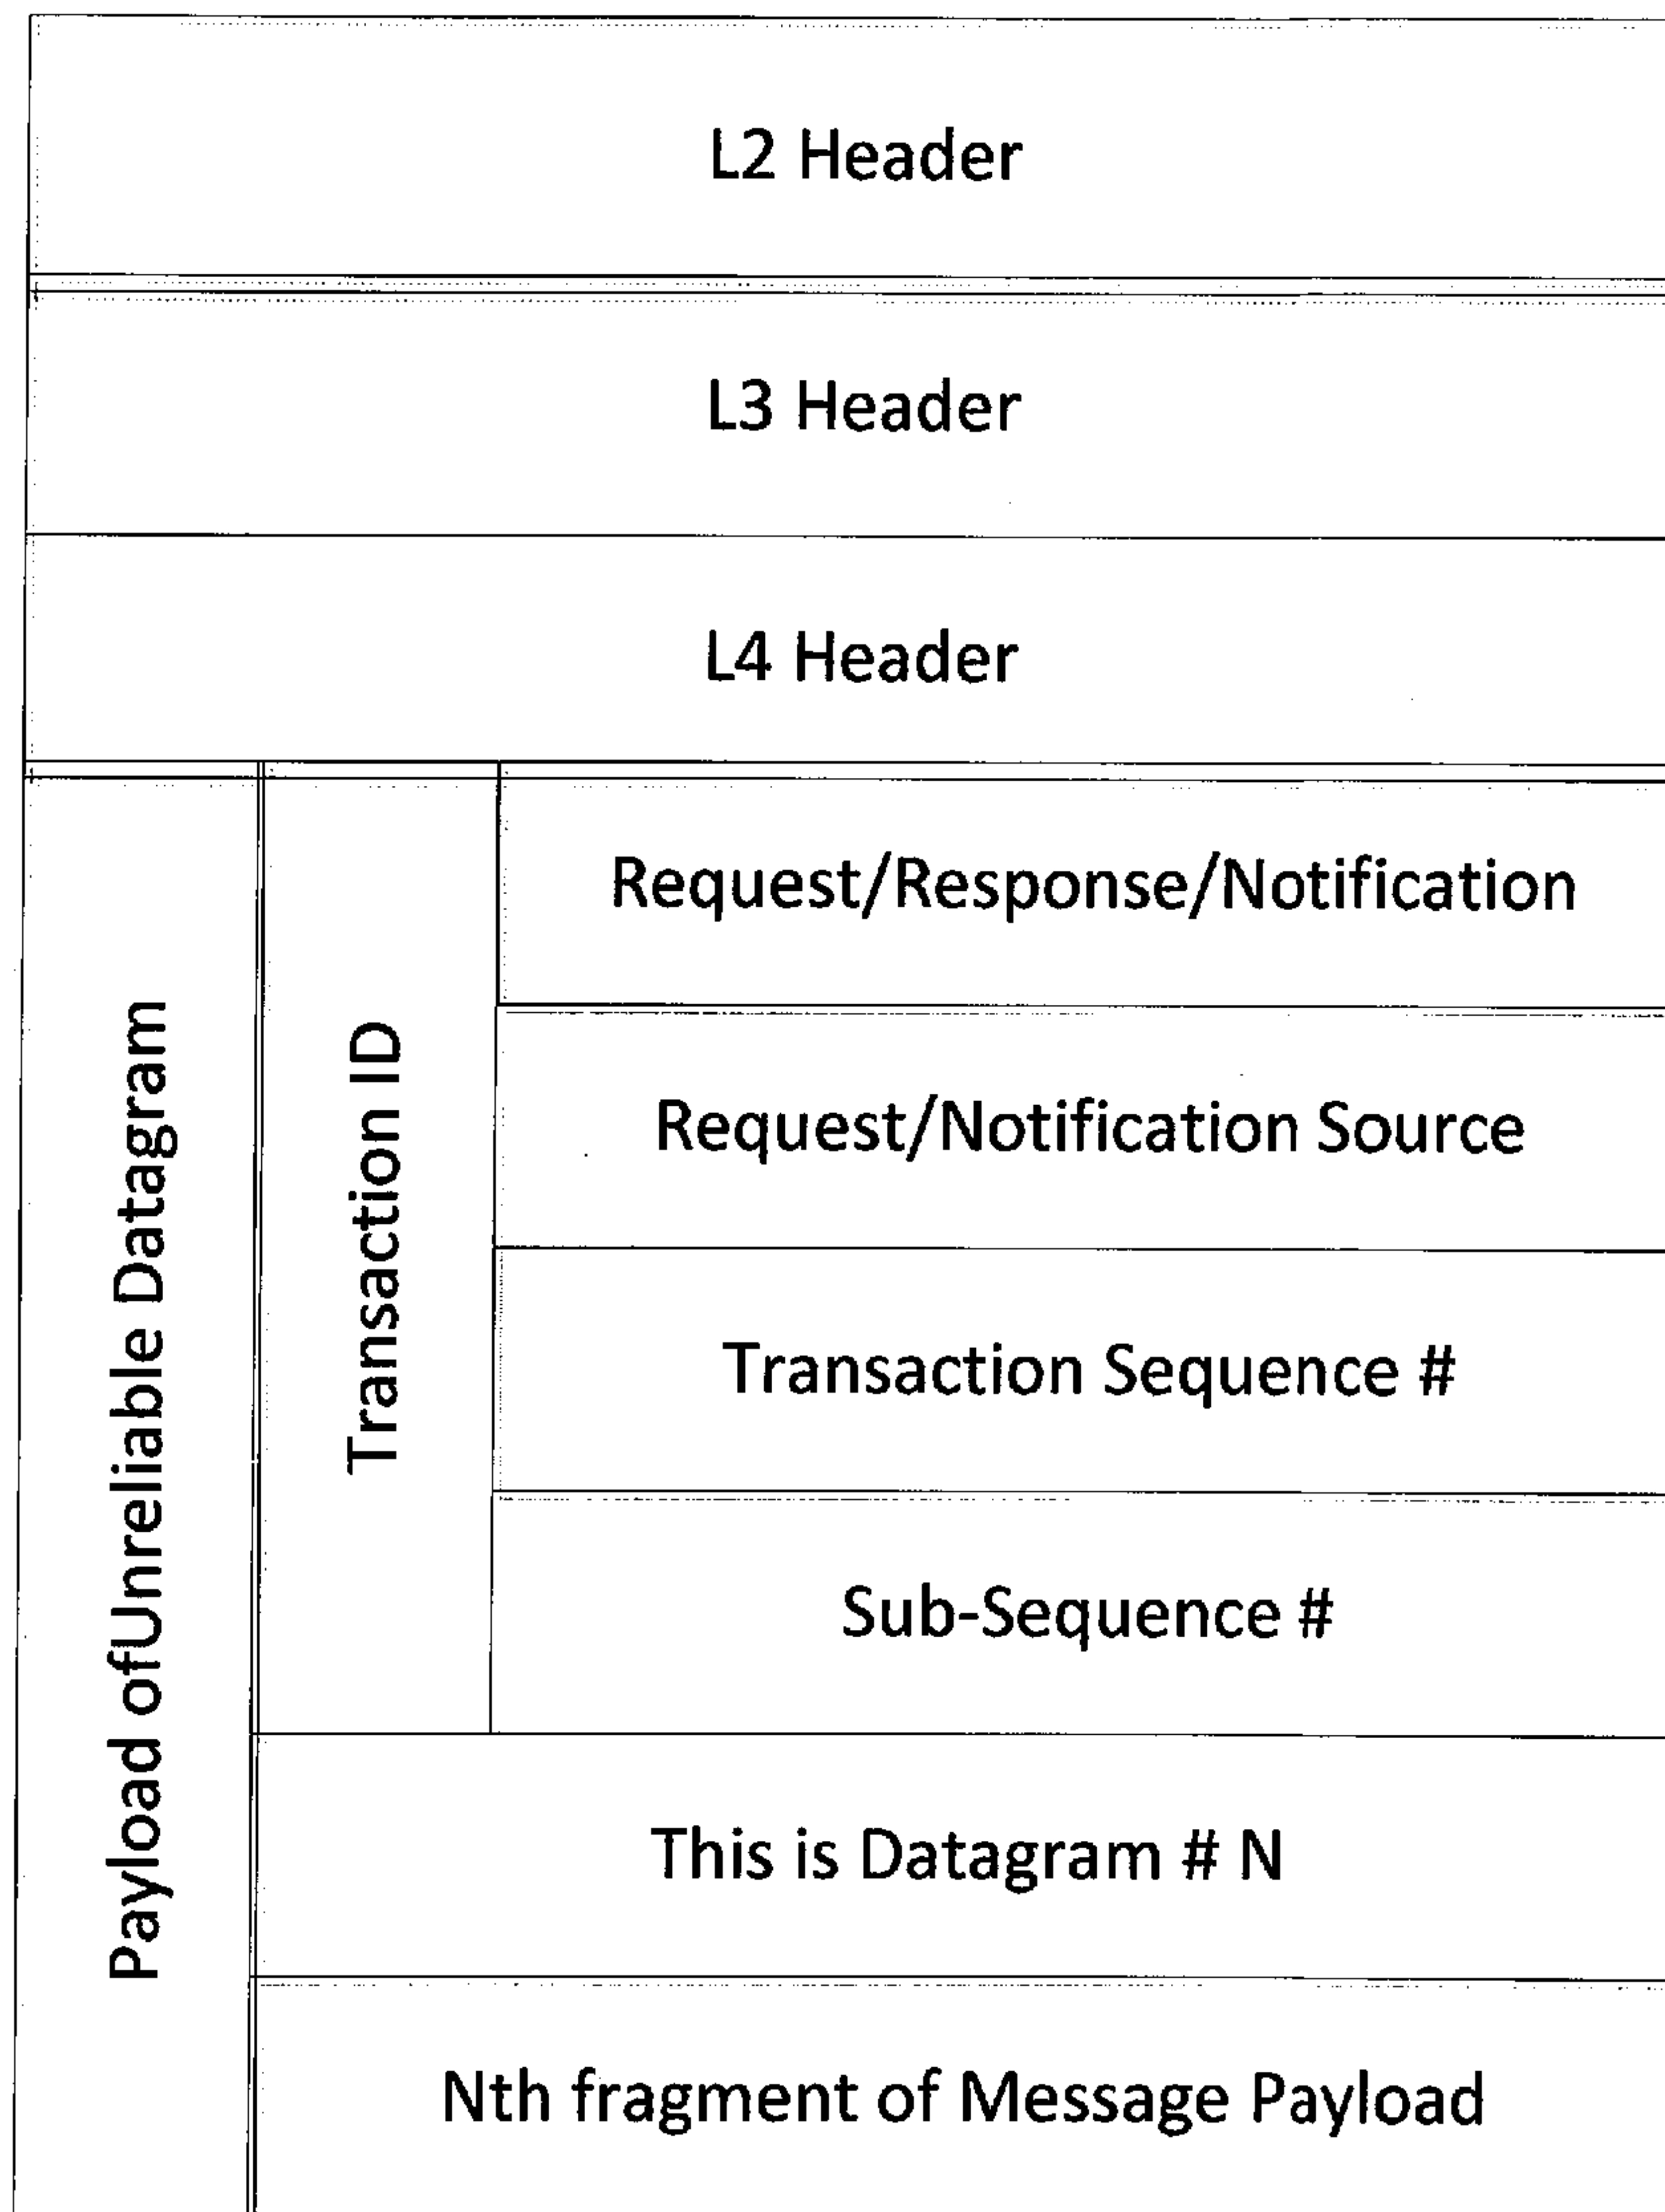 L2 Header
L3 Header
L4 Header
Payload ofUnreliable Datagram
Transaction ID
Request/Response/Notification
Request/Notification Source
Transaction Sequence #
Sub-Sequence #
This is Datagram # N
Nth fragment of Message Payload